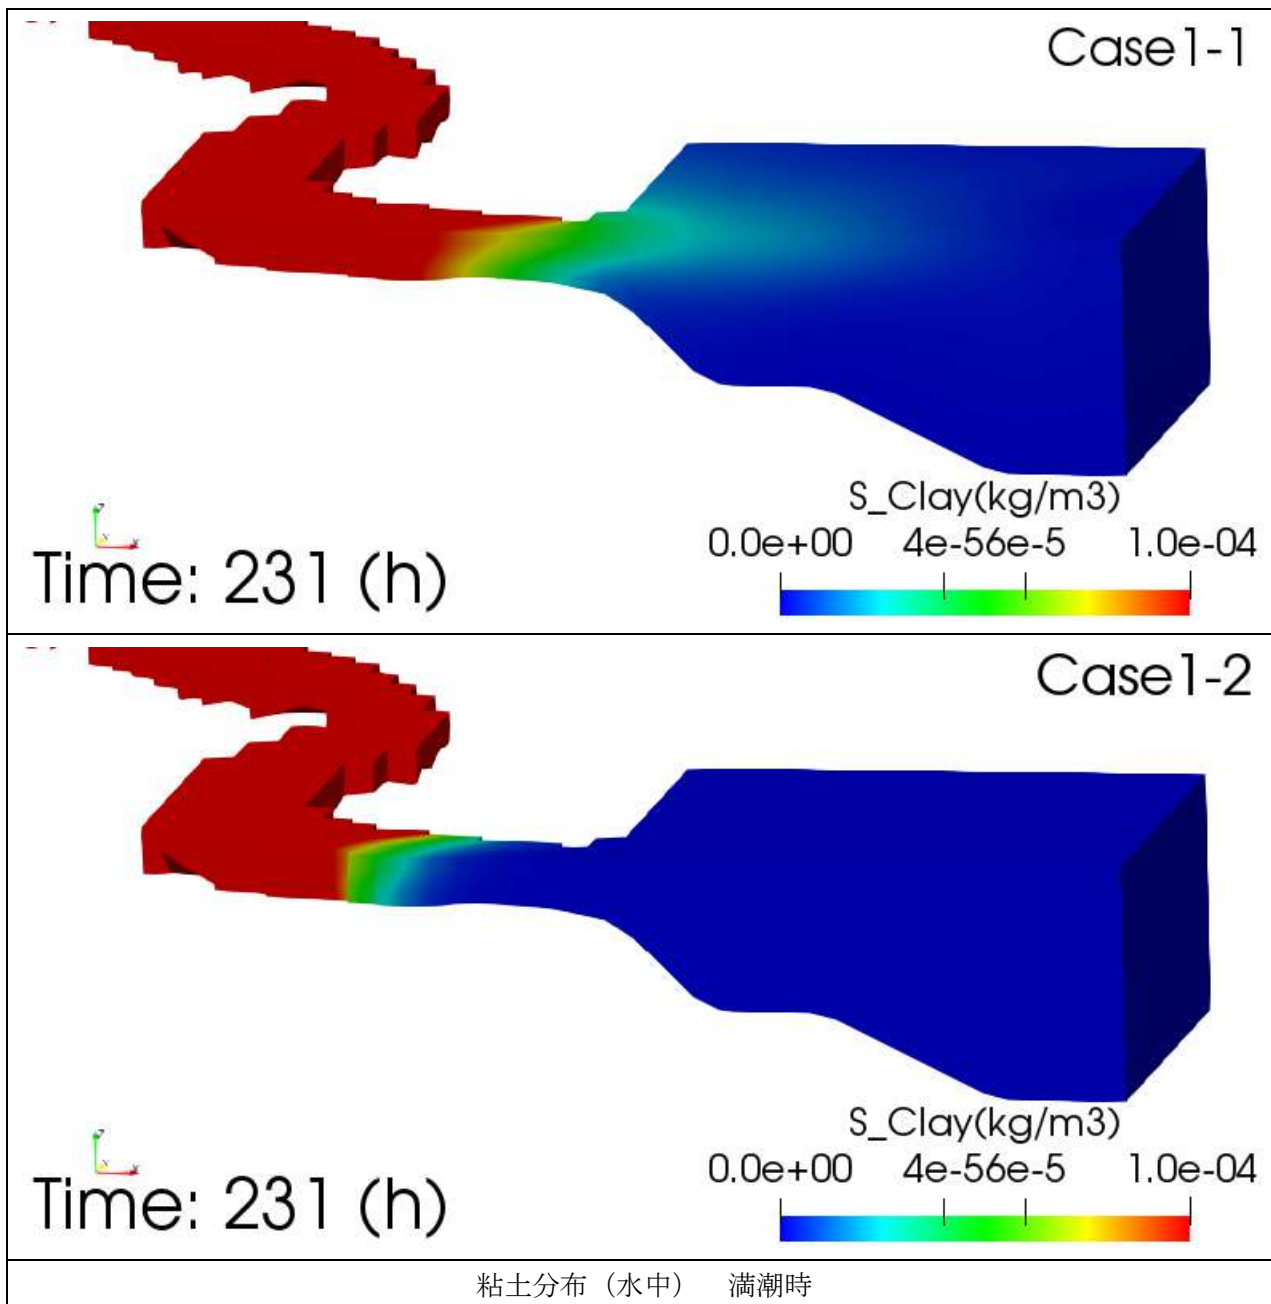 Case1-1
S_Clay(kg/m3)
0.0e+00 4e-56e-5 1.0e-04
Time: 231 (h)
Case1-2
S_Clay(kg/m3)
0.0e+00 4e-56e-5 1.0e-04
Time: 231 (h)
粘土分布（水中） 満潮時